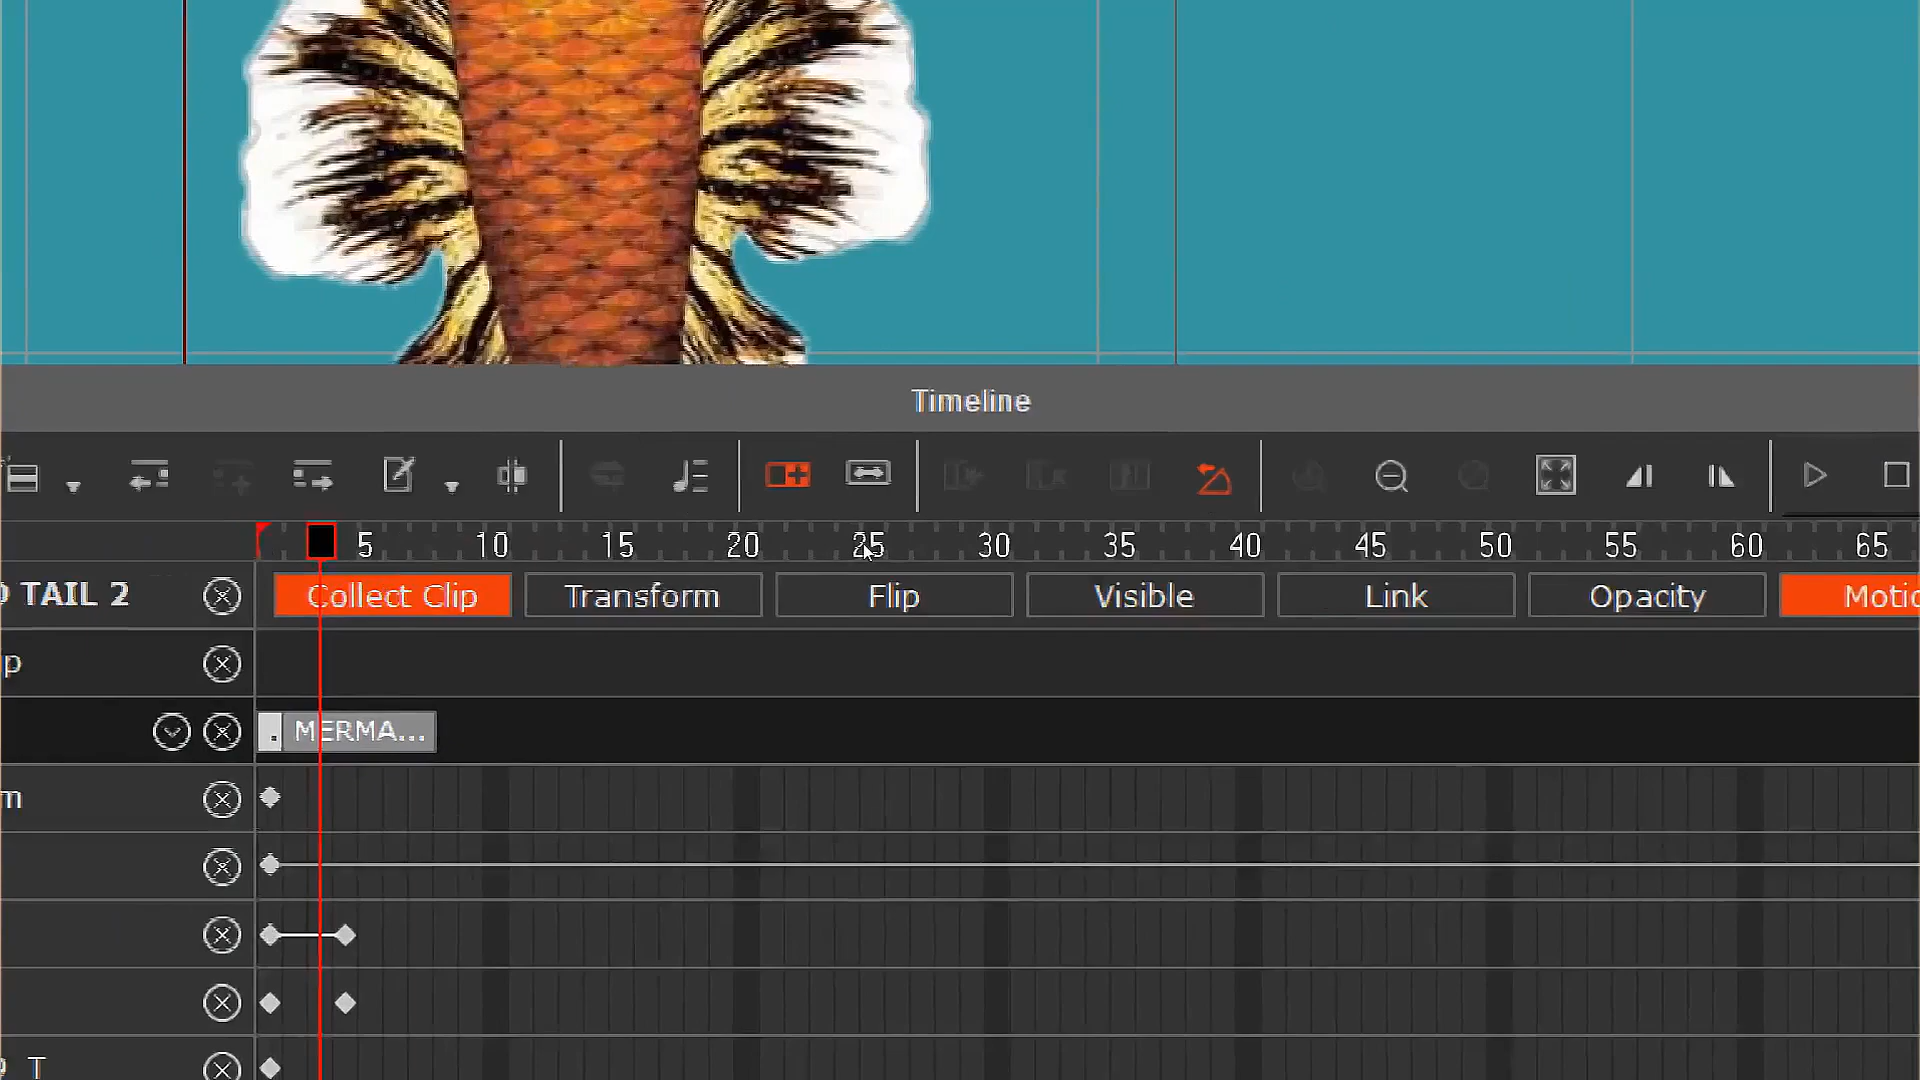 Timeline
5 10 15 20 25 30 35 40 45 50 55 60 65
TAIL 2 Collect Clip Transform Flip Visible Link Opacity Motio
p
. MERMA...
m
T